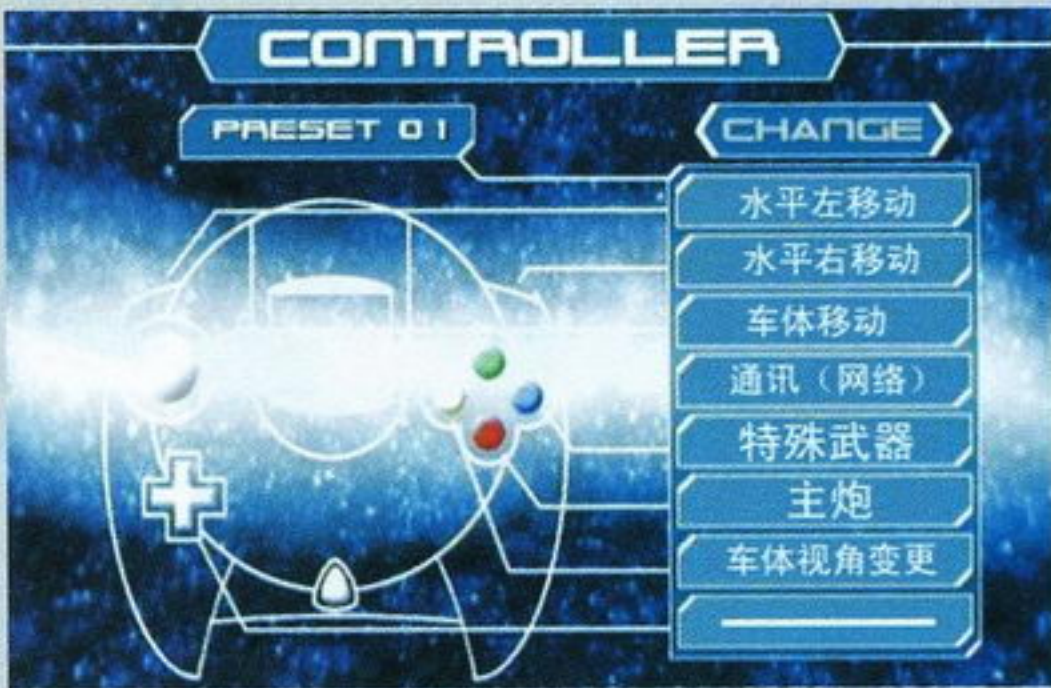 CONTROLLER
PRESET 01
CHANGE
水平左移动
水平右移动
车体移动
通讯（网络）
特殊武器
主炮
车体视角变更